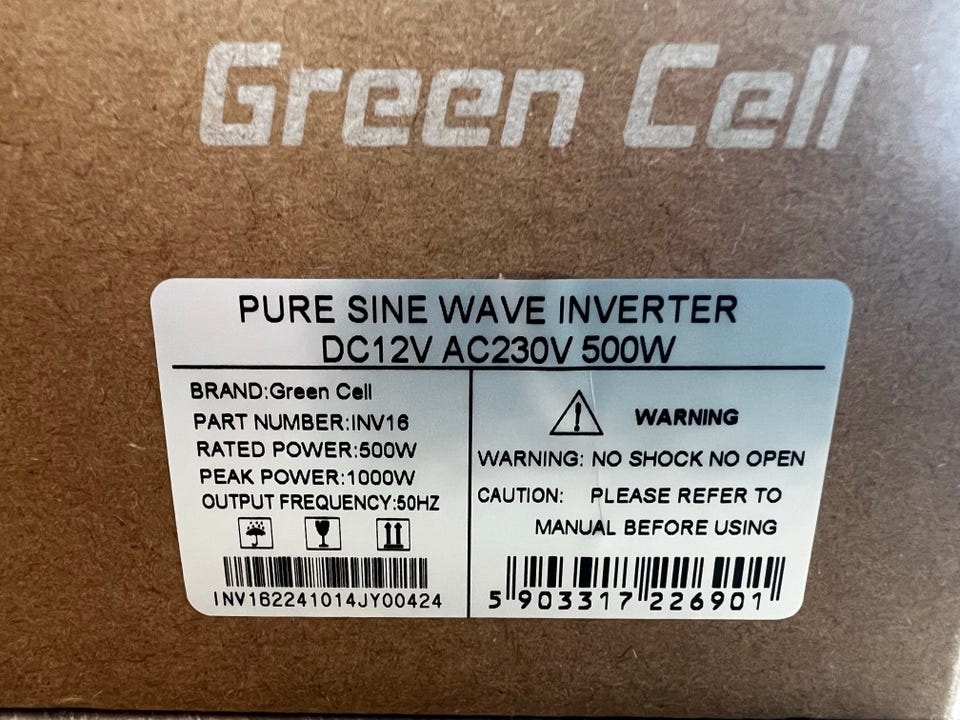 Green Cell
PURE SINE WAVE INVERTER
DC12V AC230V 500W
BRAND:Green Cell
PART NUMBER:INV16
RATED POWER:500W
PEAK POWER:1000W
OUTPUT FREQUENCY:50HZ
INV162241014JY00424
WARNING
WARNING: NO SHOCK NO OPEN
CAUTION: PLEASE REFER TO
MANUAL BEFORE USING
5 903317 226901